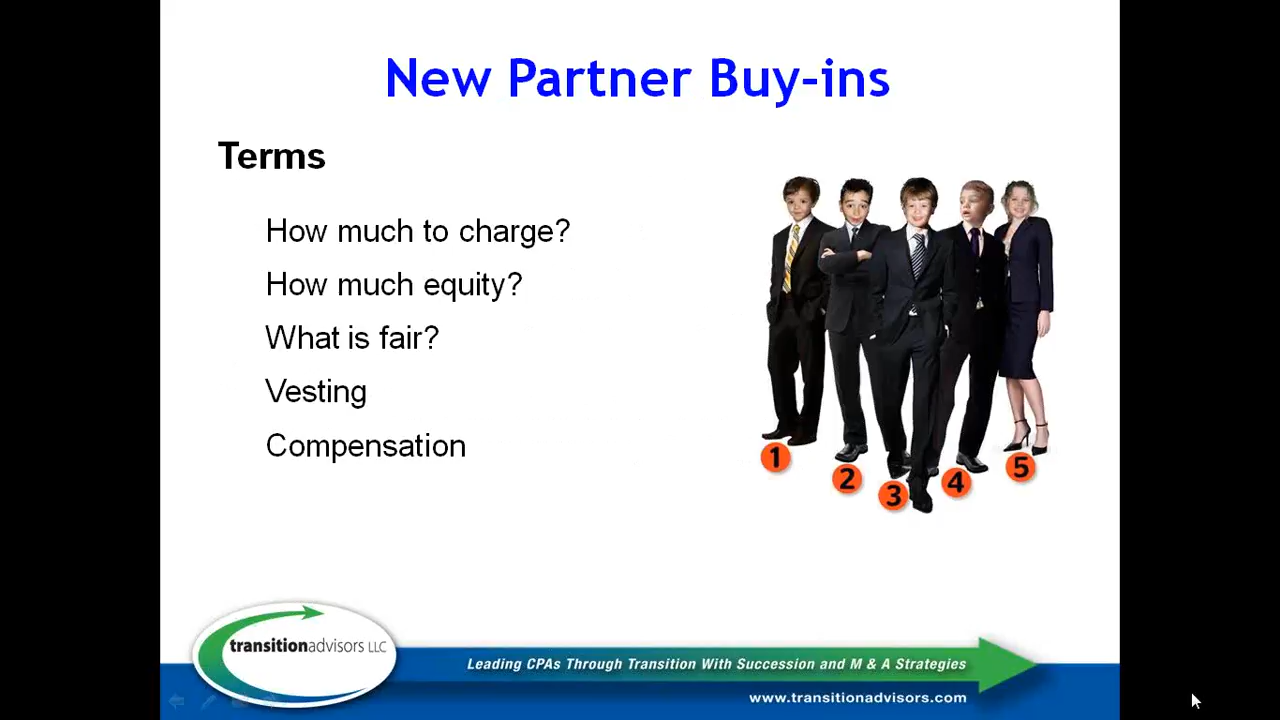 New Partner Buy-ins
Terms
How much to charge?
How much equity?
What is fair?
Vesting
Compensation
1
2
3
4
5
transitionadvisors LLC
Leading CPAs Through Transition With Succession and M & A Strategies
www.transitionadvisors.com